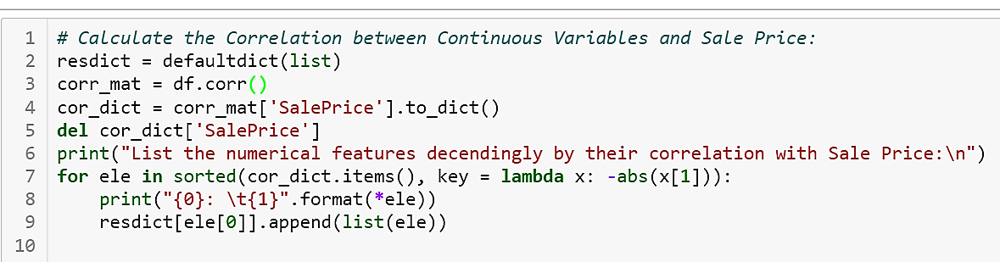 1 # Calculate the Correlation between Continuous Variables and Sale Price:
2 resdict = defaultdict(list)
3 corr_mat = df.corr()
4 cor_dict = corr_mat['SalePrice'].to_dict()
5 del cor_dict['SalePrice']
6 print("List the numerical features decendingly by their correlation with Sale Price:\n")
7 for ele in sorted(cor_dict.items(), key = lambda x: -abs(x[1])):
8     print("{0}: \t{1}".format(*ele))
9     resdict[ele[0]].append(list(ele))
10